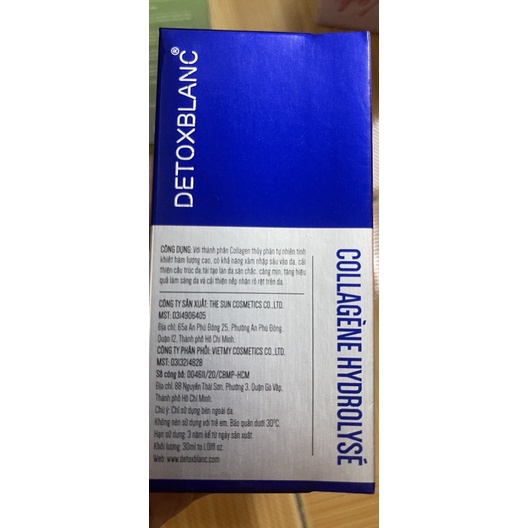 DETOXBLANC®
COLLAGÈNE HYDROLYSÉ
CÔNG DỤNG: Với thành phần Collagen thủy phân tự nhiên tinh
khiết hàm lượng cao, có khả năng xâm nhập sâu vào da, cải
thiện cấu trúc da, tái tạo làn da săn chắc, căng mịn, tăng hiệu
quả làm sáng da và cải thiện nếp nhăn rõ rệt trên da.
CÔNG TY SẢN XUẤT: THE SUN COSMETICS CO.,LTD.
MST: 0314906405
Địa chỉ: 65a An Phú Đông 25, Phường An Phú Đông,
Quận 12, Thành phố Hồ Chí Minh.
CÔNG TY PHÂN PHỐI: VIETMY COSMETICS CO.,LTD.
MST: 0313214828
Số công bố: 004611/20/CBMP-HCM
Địa chỉ: 68 Nguyễn Thái Sơn, Phường 3, Quận Gò Vấp,
Thành phố Hồ Chí Minh.
Chú ý: Chỉ sử dụng bên ngoài da.
Không nên sử dụng với trẻ em. Bảo quản dưới 30°C.
Hạn sử dụng: 3 năm kể từ ngày sản xuất.
Khối lượng: 30ml to 1.01fl oz.
Web: www.detoxblanc.com